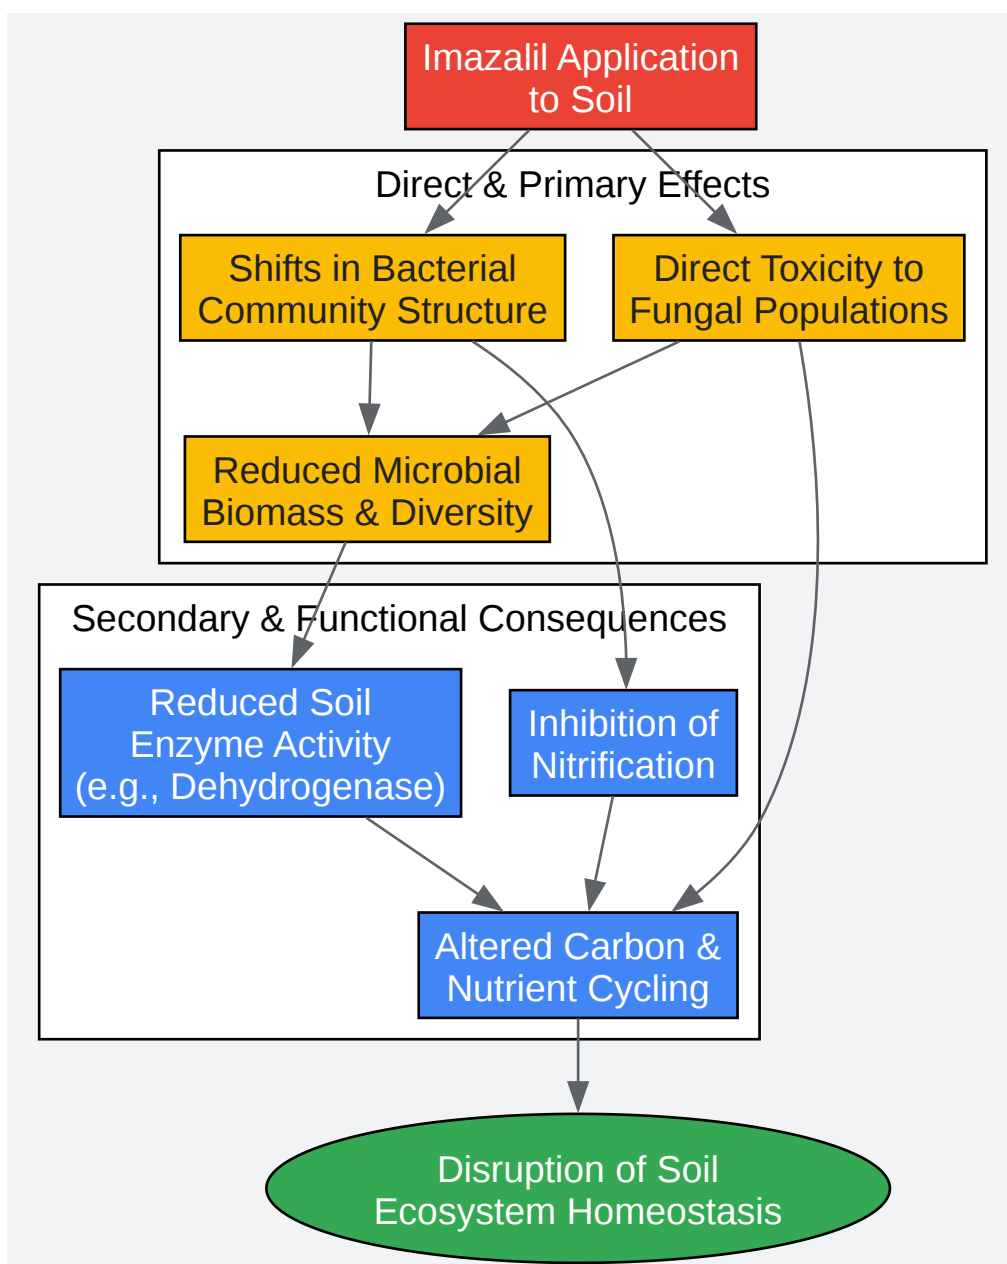 Imazalil Application
to Soil
Direct & Primary Effects
Shifts in Bacterial
Community Structure
Direct Toxicity to
Fungal Populations
Reduced Microbial
Biomass & Diversity
Secondary & Functional Consequences
Reduced Soil
Enzyme Activity
(e.g., Dehydrogenase)
Inhibition of
Nitrification
Altered Carbon &
Nutrient Cycling
Disruption of Soil
Ecosystem Homeostasis